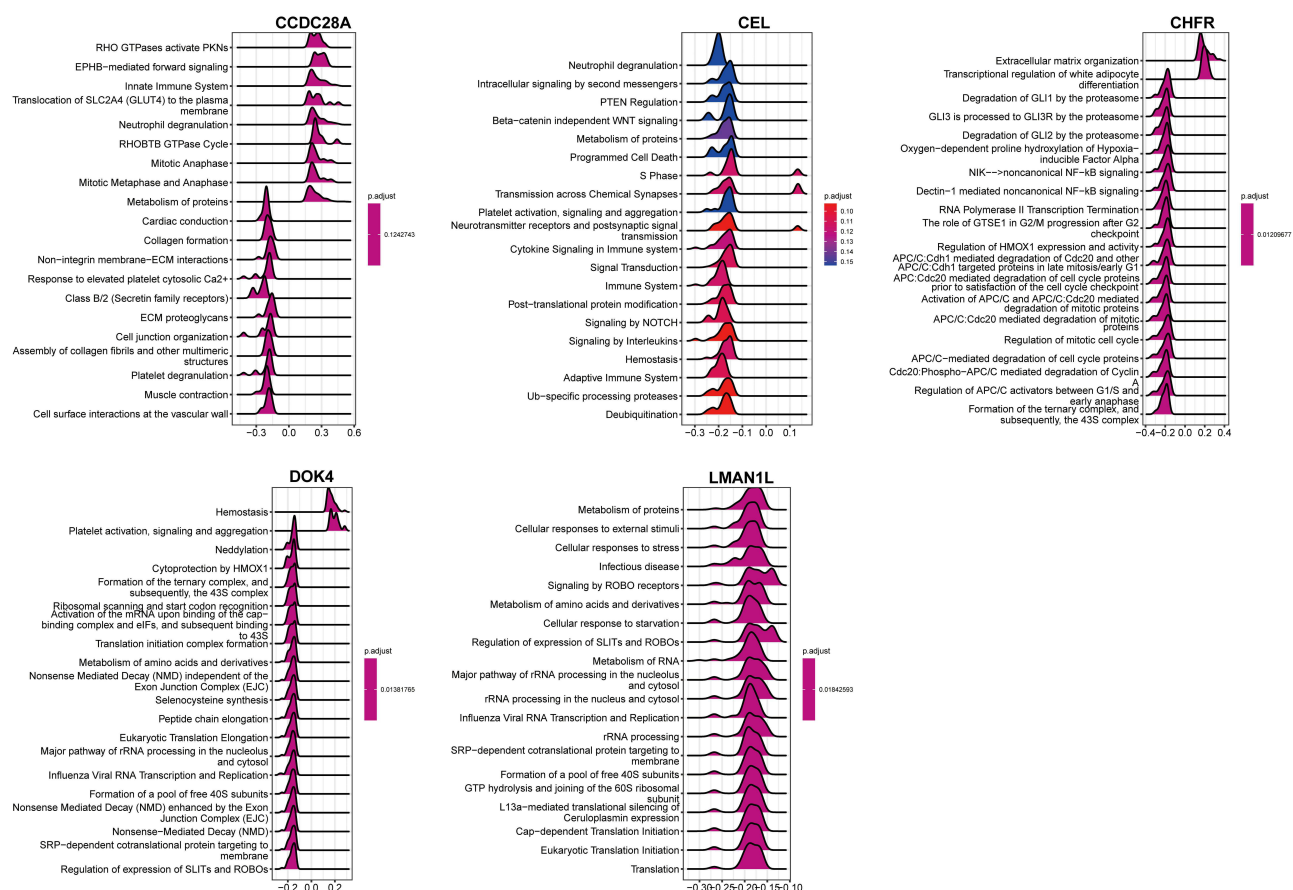 CCDC28A
RHO GTPases activate PKNs
EPHB-mediated forward signaling
Innate Immune System
Translocation of SLC2A4 (GLUT4) to the plasma
membrane
Neutrophil degranulation
RHOBTB GTPase Cycle
Mitotic Anaphase
Mitotic Metaphase and Anaphase
Metabolism of proteins
Cardiac conduction
Collagen formation
Non-integrin membrane-ECM interactions
Response to elevated platelet cytosolic Ca2+
Class B/2 (Secretin family receptors)
ECM proteoglycans
Cell junction organization
Assembly of collagen fibrils and other multimeric
structures
Platelet degranulation
Muscle contraction
Cell surface interactions at the vascular wall
-0.3 0.0 0.3 0.6
p.adjust
0.1242743
CEL
Neutrophil degranulation
Intracellular signaling by second messengers
PTEN Regulation
Beta-catenin independent WNT signaling
Metabolism of proteins
Programmed Cell Death
S Phase
Transmission across Chemical Synapses
Platelet activation, signaling and aggregation
Neurotransmitter receptors and postsynaptic signal
transmission
Cytokine Signaling in Immune system
Signal Transduction
Immune System
Post-translational protein modification
Signaling by NOTCH
Signaling by Interleukins
Hemostasis
Adaptive Immune System
Ub-specific processing proteases
Deubiquitination
-0.3 -0.2 -0.1 0.0 0.1
p.adjust
0.10
0.11
0.12
0.13
0.14
0.15
CHFR
Extracellular matrix organization
Transcriptional regulation of white adipocyte
differentiation
Degradation of GLI1 by the proteasome
GLI3 is processed to GLI3R by the proteasome
Degradation of GLI2 by the proteasome
Oxygen-dependent proline hydroxylation of Hypoxia-
inducible Factor Alpha
NIK-->noncanonical NF-kB signaling
Dectin-1 mediated noncanonical NF-kB signaling
RNA Polymerase II Transcription Termination
The role of GTSE1 in G2/M progression after G2
checkpoint
Regulation of HMOX1 expression and activity
APC/C:Cdh1 mediated degradation of Cdc20 and other
APC/C:Cdh1 targeted proteins in late mitosis/early G1
APC:Cdc20 mediated degradation of cell cycle proteins
prior to satisfation of the cell cycle checkpoint
Activation of APC/C and APC/C:Cdc20 mediated
degradation of mitotic proteins
APC/C:Cdc20 mediated degradation of mitotic
proteins
Regulation of mitotic cell cycle
APC/C-mediated degradation of cell cycle proteins
Cdc20:Phospho-APC/C mediated degradation of Cyclin
A
Regulation of APC/C activators between G1/S and
early anaphase
Formation of the ternary complex, and
subsequently, the 43S complex
-0.4 -0.2 0.0 0.2 0.4
p.adjust
0.01209677
DOK4
Hemostasis
Platelet activation, signaling and aggregation
Neddylation
Cytoprotection by HMOX1
Formation of the ternary complex, and
subsequently, the 43S complex
Ribosomal scanning and start codon recognition
Activation of the mRNA upon binding of the cap-
binding complex and eIFs, and subsequent binding
to 43S
Translation initiation complex formation
Metabolism of amino acids and derivatives
Nonsense Mediated Decay (NMD) independent of the
Exon Junction Complex (EJC)
Selenocysteine synthesis
Peptide chain elongation
Eukaryotic Translation Elongation
Major pathway of rRNA processing in the nucleolus
and cytosol
Influenza Viral RNA Transcription and Replication
Formation of a pool of free 40S subunits
Nonsense Mediated Decay (NMD) enhanced by the Exon
Junction Complex (EJC)
Nonsense-Mediated Decay (NMD)
SRP-dependent cotranslational protein targeting to
membrane
Regulation of expression of SLITs and ROBOs
-0.2 0.0 0.2
p.adjust
0.01381765
LMAN1L
Metabolism of proteins
Cellular responses to external stimuli
Cellular responses to stress
Infectious disease
Signaling by ROBO receptors
Metabolism of amino acids and derivatives
Cellular response to starvation
Regulation of expression of SLITs and ROBOs
Metabolism of RNA
Major pathway of rRNA processing in the nucleolus
and cytosol
rRNA processing in the nucleus and cytosol
Influenza Viral RNA Transcription and Replication
rRNA processing
SRP-dependent cotranslational protein targeting to
membrane
Formation of a pool of free 40S subunits
GTP hydrolysis and joining of the 60S ribosomal
subunit
L13a-mediated translational silencing of
Ceruloplasmin expression
Cap-dependent Translation Initiation
Eukaryotic Translation Initiation
Translation
-0.30 -0.25 -0.20 -0.15 -0.10
p.adjust
0.01842593